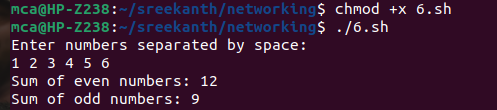 mca@HP-Z238:~/sreekanth/networking$ chmod +x 6.sh
mca@HP-Z238:~/sreekanth/networking$ ./6.sh
Enter numbers separated by space:
1 2 3 4 5 6
Sum of even numbers: 12
Sum of odd numbers: 9